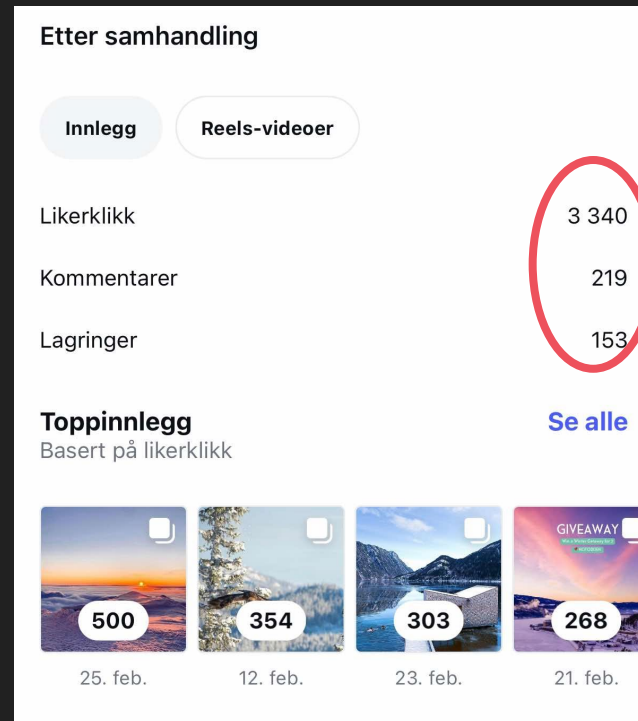 Etter samhandling
Innlegg
Reels-videoer
Likerklikk
3 340
Kommentarer
219
Lagringer
153
Toppinnlegg
Se alle
Basert på likerklikk
GIVEAWAY
500
354
303
268
25. feb.
12. feb.
23. feb.
21. feb.